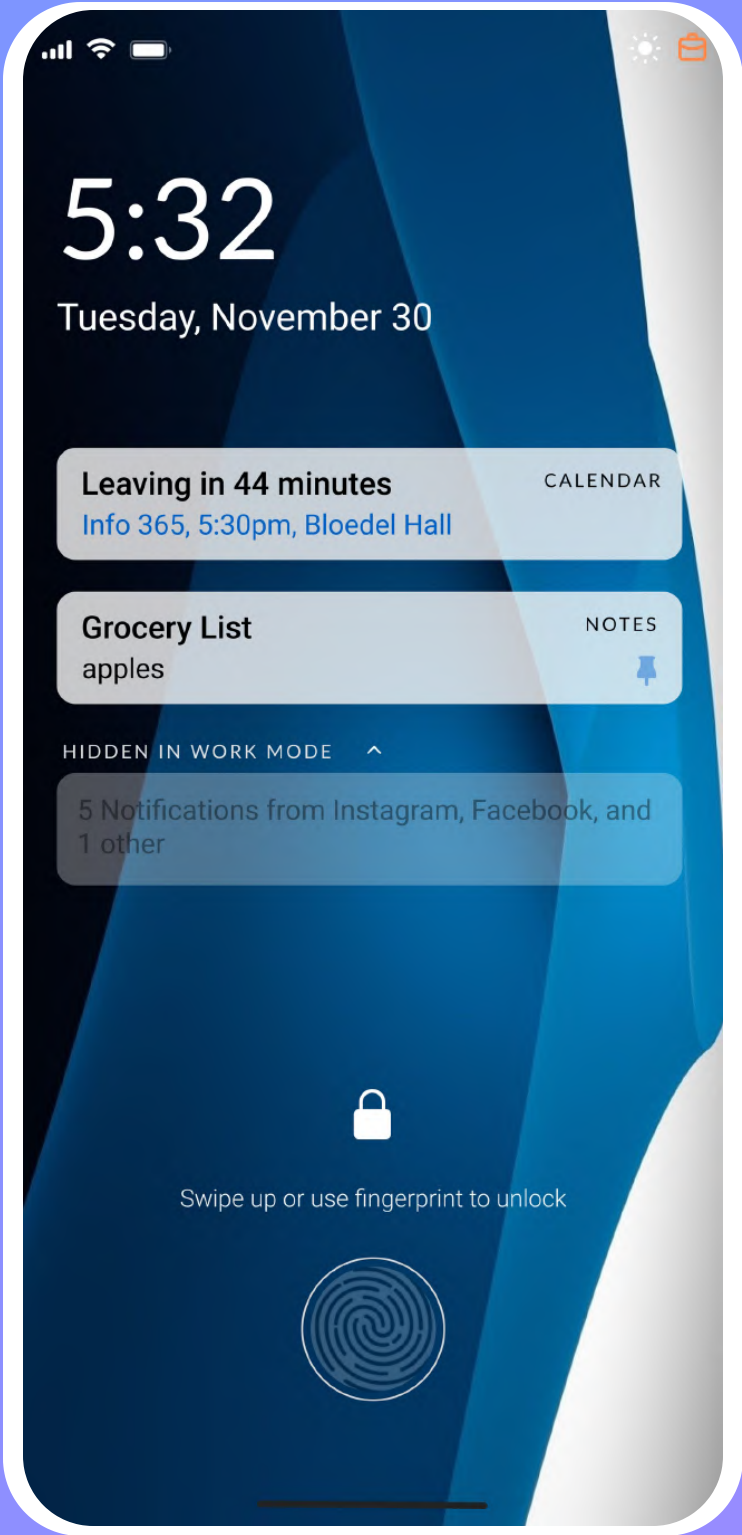 5:32
Tuesday, November 30
Leaving in 44 minutes
CALENDAR
Info 365, 5:30pm, Bloedel Hall
Grocery List
NOTES
apples
HIDDEN IN WORK MODE
5 Notifications from Instagram, Facebook, and
1 other
Swipe up or use fingerprint to unlock